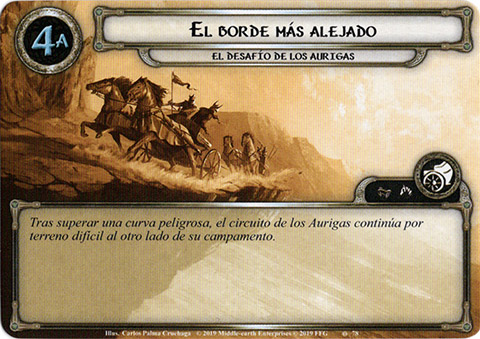 4A
El borde más alejado
El desafío de los Aurigas
Tras superar una curva peligrosa, el circuito de los Aurigas continúa por
terreno difícil al otro lado de su campamento.
Illus. Carlos Palma Cruchaga © 2019 Middle-earth Enterprises © 2019 FFG 78